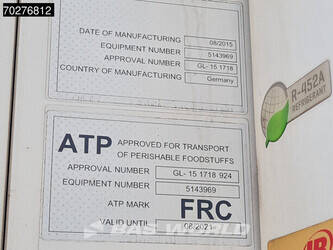 70276812
DATE OF MANUFACTURING 08/2015
EQUIPMENT NUMBER 5143969
APPROVAL NUMBER GL- 15 1718
COUNTRY OF MANUFACTURING Germany
R-452A
REFRIGERANT
ATP APPROVED FOR TRANSPORT
OF PERISHABLE FOODSTUFFS
APPROVAL NUMBER GL- 15 1718 924
EQUIPMENT NUMBER 5143969
ATP MARK FRC
VALID UNTIL 08/2021
BAS WORLD